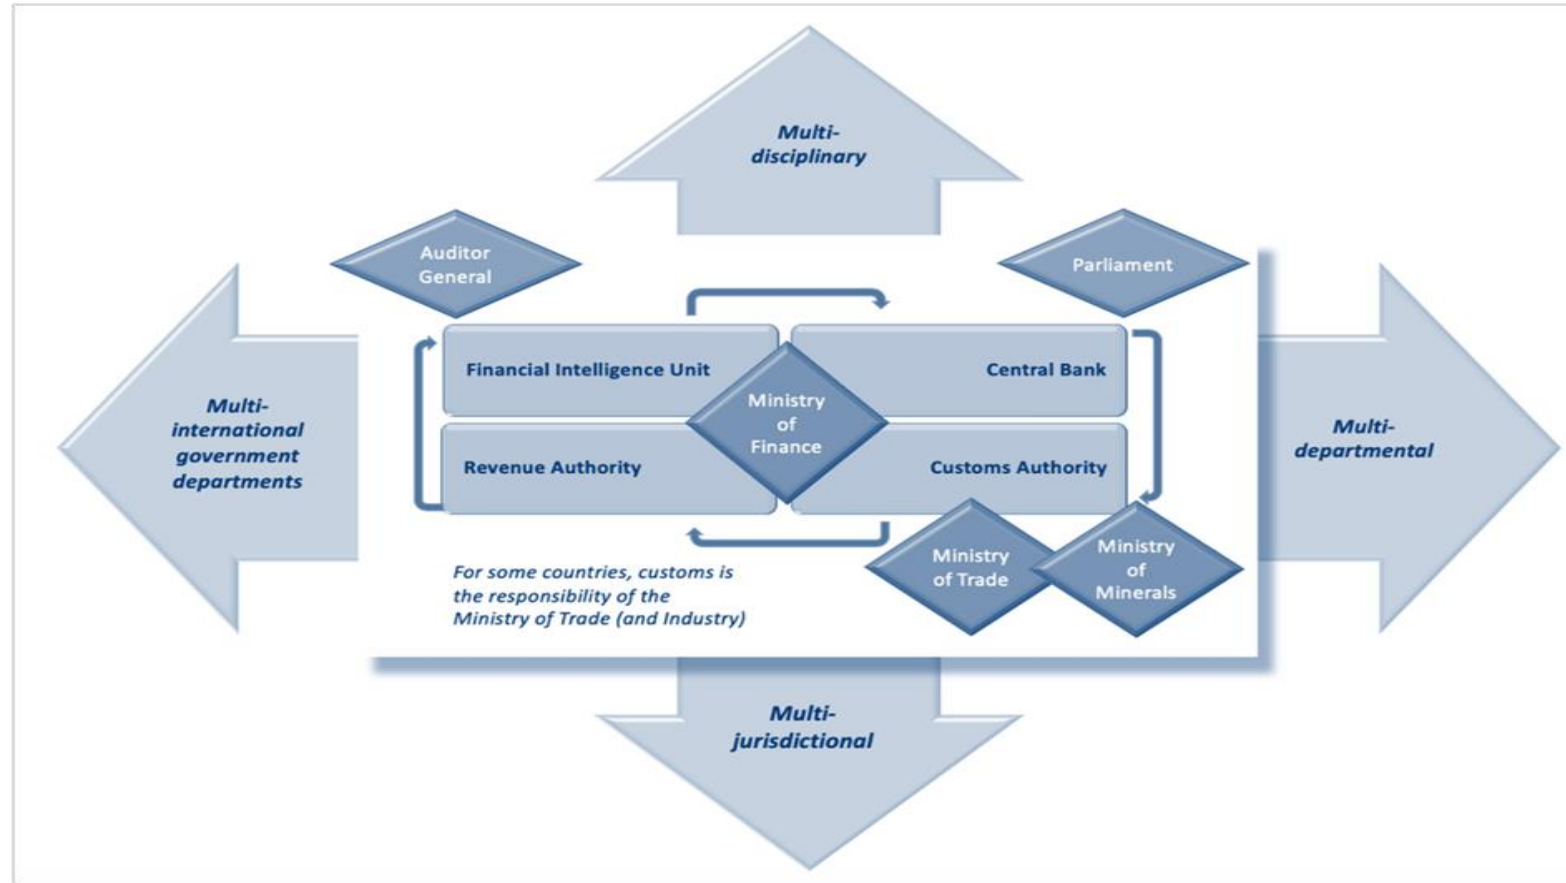 Multi-
disciplinary
Auditor
General
Parliament
Financial Intelligence Unit
Central Bank
Ministry
of
Finance
Revenue Authority
Customs Authority
Multi-
international
government
departments
Multi-
departmental
Ministry
of Trade
Ministry
of
Minerals
For some countries, customs is
the responsibility of the
Ministry of Trade (and Industry)
Multi-
jurisdictional